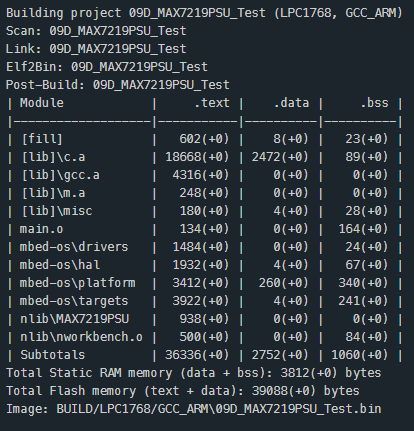 Building project 09D_MAX7219PSU_Test (LPC1768, GCC_ARM)
Scan: 09D_MAX7219PSU_Test
Link: 09D_MAX7219PSU_Test
Elf2Bin: 09D_MAX7219PSU_Test
Post-Build: 09D_MAX7219PSU_Test
| Module            |     .text |    .data |     .bss |
|-------------------|-----------|----------|----------|
| [fill]            |   602(+0) |    8(+0) |   23(+0) |
| [lib]\c.a         | 18668(+0) | 2472(+0) |   89(+0) |
| [lib]\gcc.a       |  4316(+0) |    0(+0) |    0(+0) |
| [lib]\m.a         |   248(+0) |    0(+0) |    0(+0) |
| [lib]\misc        |   180(+0) |    4(+0) |   28(+0) |
| main.o            |   134(+0) |    0(+0) |  164(+0) |
| mbed-os\drivers   |  1484(+0) |    0(+0) |   24(+0) |
| mbed-os\hal       |  1932(+0) |    4(+0) |   67(+0) |
| mbed-os\platform  |  3412(+0) |  260(+0) |  340(+0) |
| mbed-os\targets   |  3922(+0) |    4(+0) |  241(+0) |
| nlib\MAX7219PSU   |   938(+0) |    0(+0) |    0(+0) |
| nlib\nworkbench.o |   500(+0) |    0(+0) |   84(+0) |
| Subtotals         | 36336(+0) | 2752(+0) | 1060(+0) |
Total Static RAM memory (data + bss): 3812(+0) bytes
Total Flash memory (text + data): 39088(+0) bytes
Image: BUILD/LPC1768/GCC_ARM\09D_MAX7219PSU_Test.bin